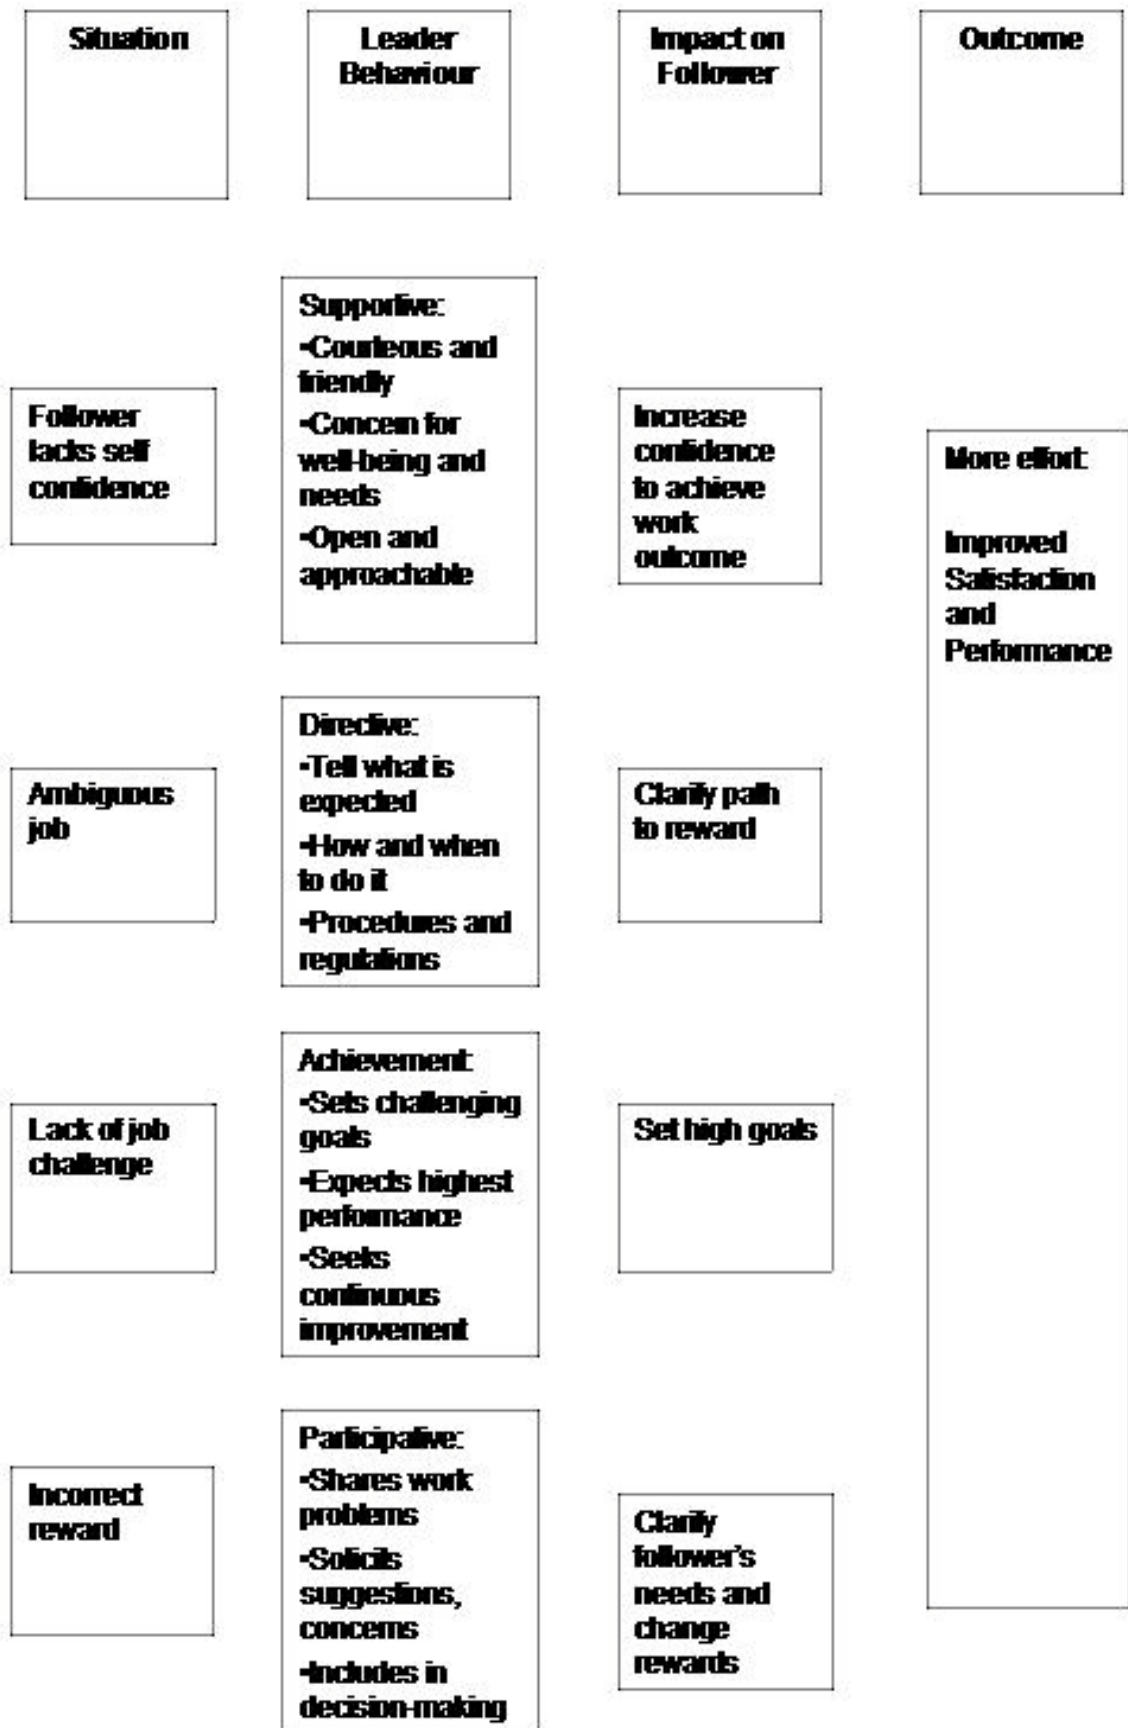 Situation
Leader
Behaviour
Impact on
Follower
Outcome
Follower
lacks self
confidence
Supportive:
•Courteous and
friendly
•Concern for
well-being and
needs
•Open and
approachable
Increase
confidence
to achieve
work
outcome
More effort:
Improved
Satisfaction
and
Performance
Ambiguous
job
Directive:
•Tell what is
expected
•How and when
to do it
•Procedures and
regulations
Clarify path
to reward
Lack of job
challenge
Achievement:
•Sets challenging
goals
•Expects highest
performance
•Seeks
continuous
improvement
Set high goals
Incorrect
reward
Participative:
•Shares work
problems
•Solicits
suggestions,
concerns
•Includes in
decision-making
Clarify
follower's
needs and
change
rewards